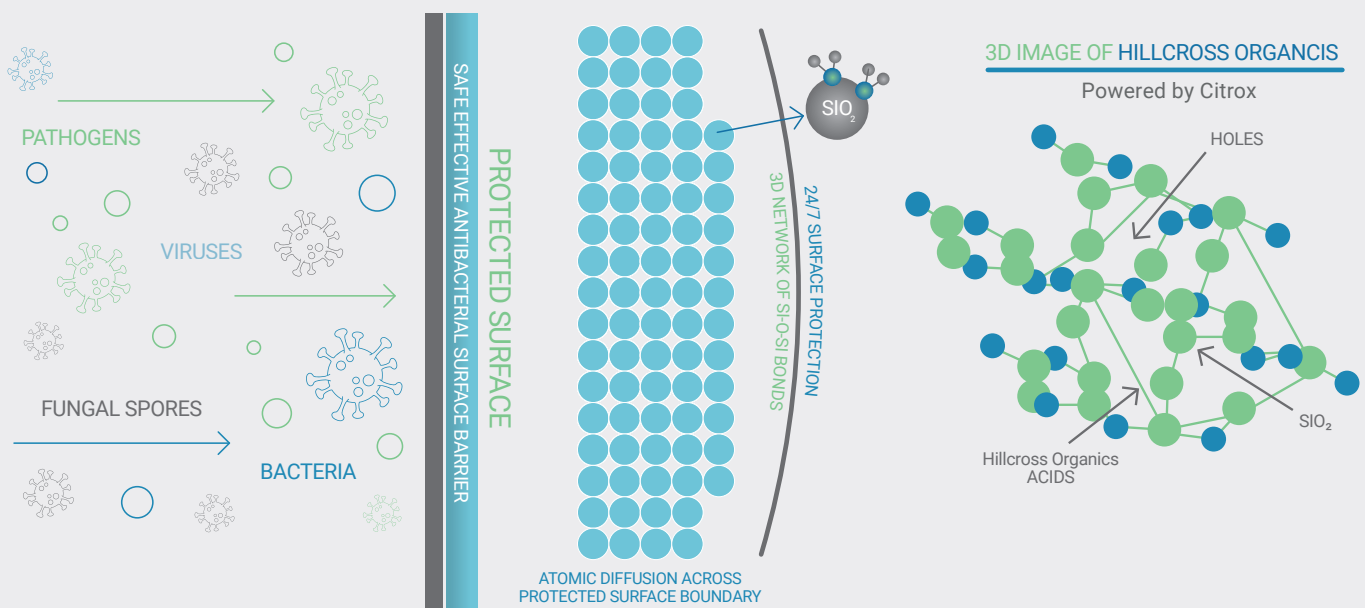 PATHOGENS
VIRUSES
FUNGAL SPORES
BACTERIA
SAFE EFFECTIVE ANTIBACTERIAL SURFACE BARRIER
PROTECTED SURFACE
ATOMIC DIFFUSION ACROSS
PROTECTED SURFACE BOUNDARY
SIO₂
3D NETWORK OF SI-O-SI BONDS
24/7 SURFACE PROTECTION
3D IMAGE OF HILLCROSS ORGANCIS
Powered by Citrox
HOLES
SIO₂
Hillcross Organics
ACIDS